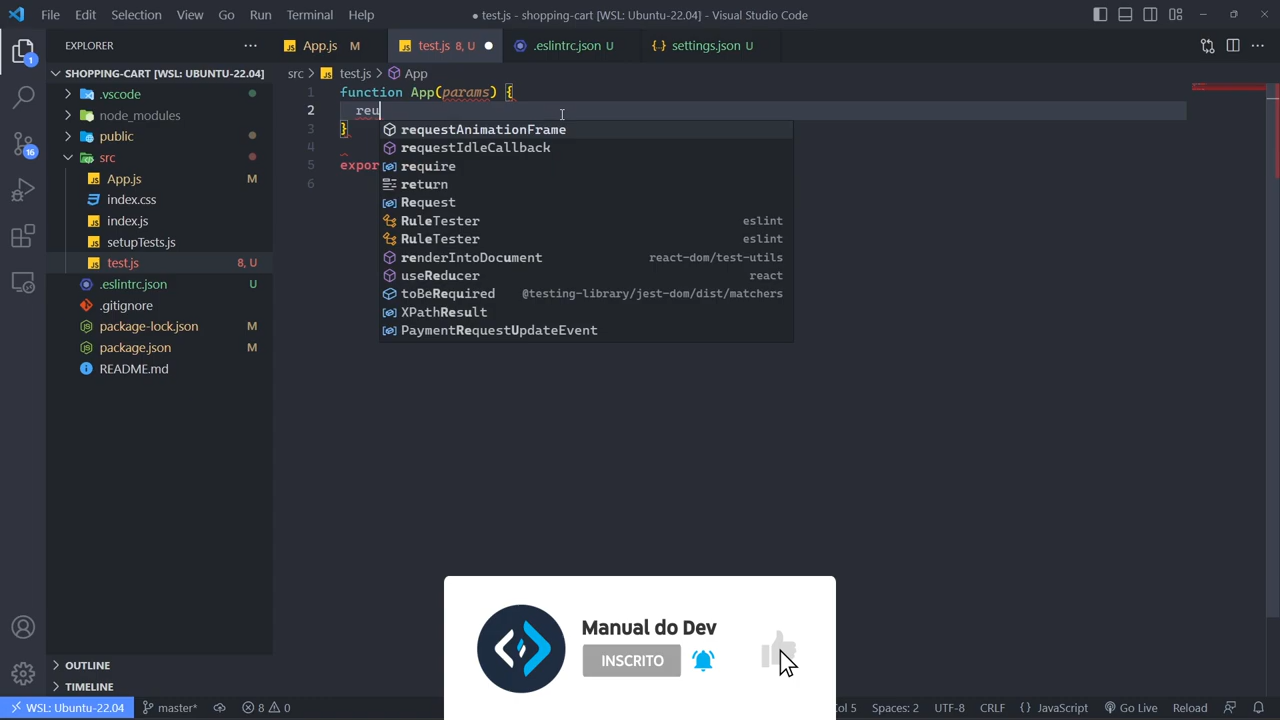 File Edit Selection View Go Run Terminal Help
● test.js - shopping-cart [WSL: Ubuntu-22.04] - Visual Studio Code
EXPLORER
App.js M
test.js 8, U
.eslintrc.json U
settings.json U
SHOPPING-CART [WSL: UBUNTU-22.04]
src > test.js > App
.vscode
node_modules
public
src
App.js M
index.css
index.js
setupTests.js
test.js 8, U
.eslintrc.json U
.gitignore
package-lock.json M
package.json M
README.md
1 function App(params) {
2 reu
3 }
4
5 expor
6
requestAnimationFrame
requestIdleCallback
require
return
Request
RuleTester eslint
RuleTester eslint
renderIntoDocument react-dom/test-utils
useReducer react
toBeRequired @testing-library/jest-dom/dist/matchers
XPathResult
PaymentRequestUpdateEvent
1
16
Manual do Dev
INSCRITO
OUTLINE
TIMELINE
WSL: Ubuntu-22.04 master* 8 0 Col 5 Spaces: 2 UTF-8 CRLF {} JavaScript Go Live Reload